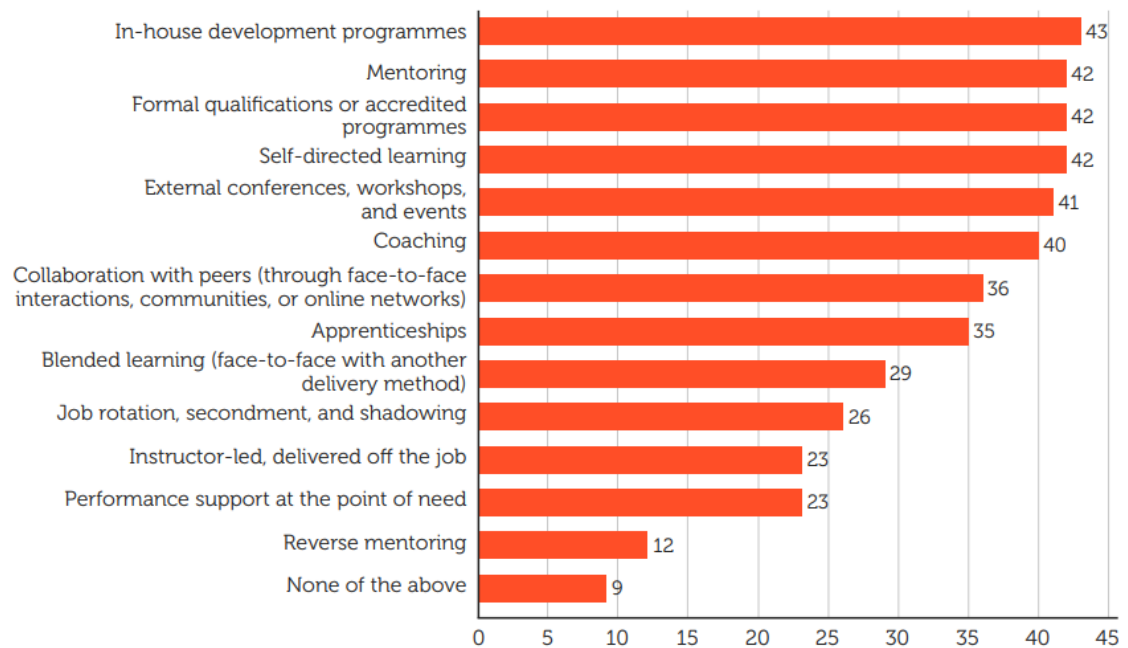 In-house development programmes
43
Mentoring
42
Formal qualifications or accredited
programmes
42
Self-directed learning
42
External conferences, workshops,
and events
41
Coaching
40
Collaboration with peers (through face-to-face
interactions, communities, or online networks)
36
Apprenticeships
35
Blended learning (face-to-face with another
delivery method)
29
Job rotation, secondment, and shadowing
26
Instructor-led, delivered off the job
23
Performance support at the point of need
23
Reverse mentoring
12
None of the above
9
0 5 10 15 20 25 30 35 40 45